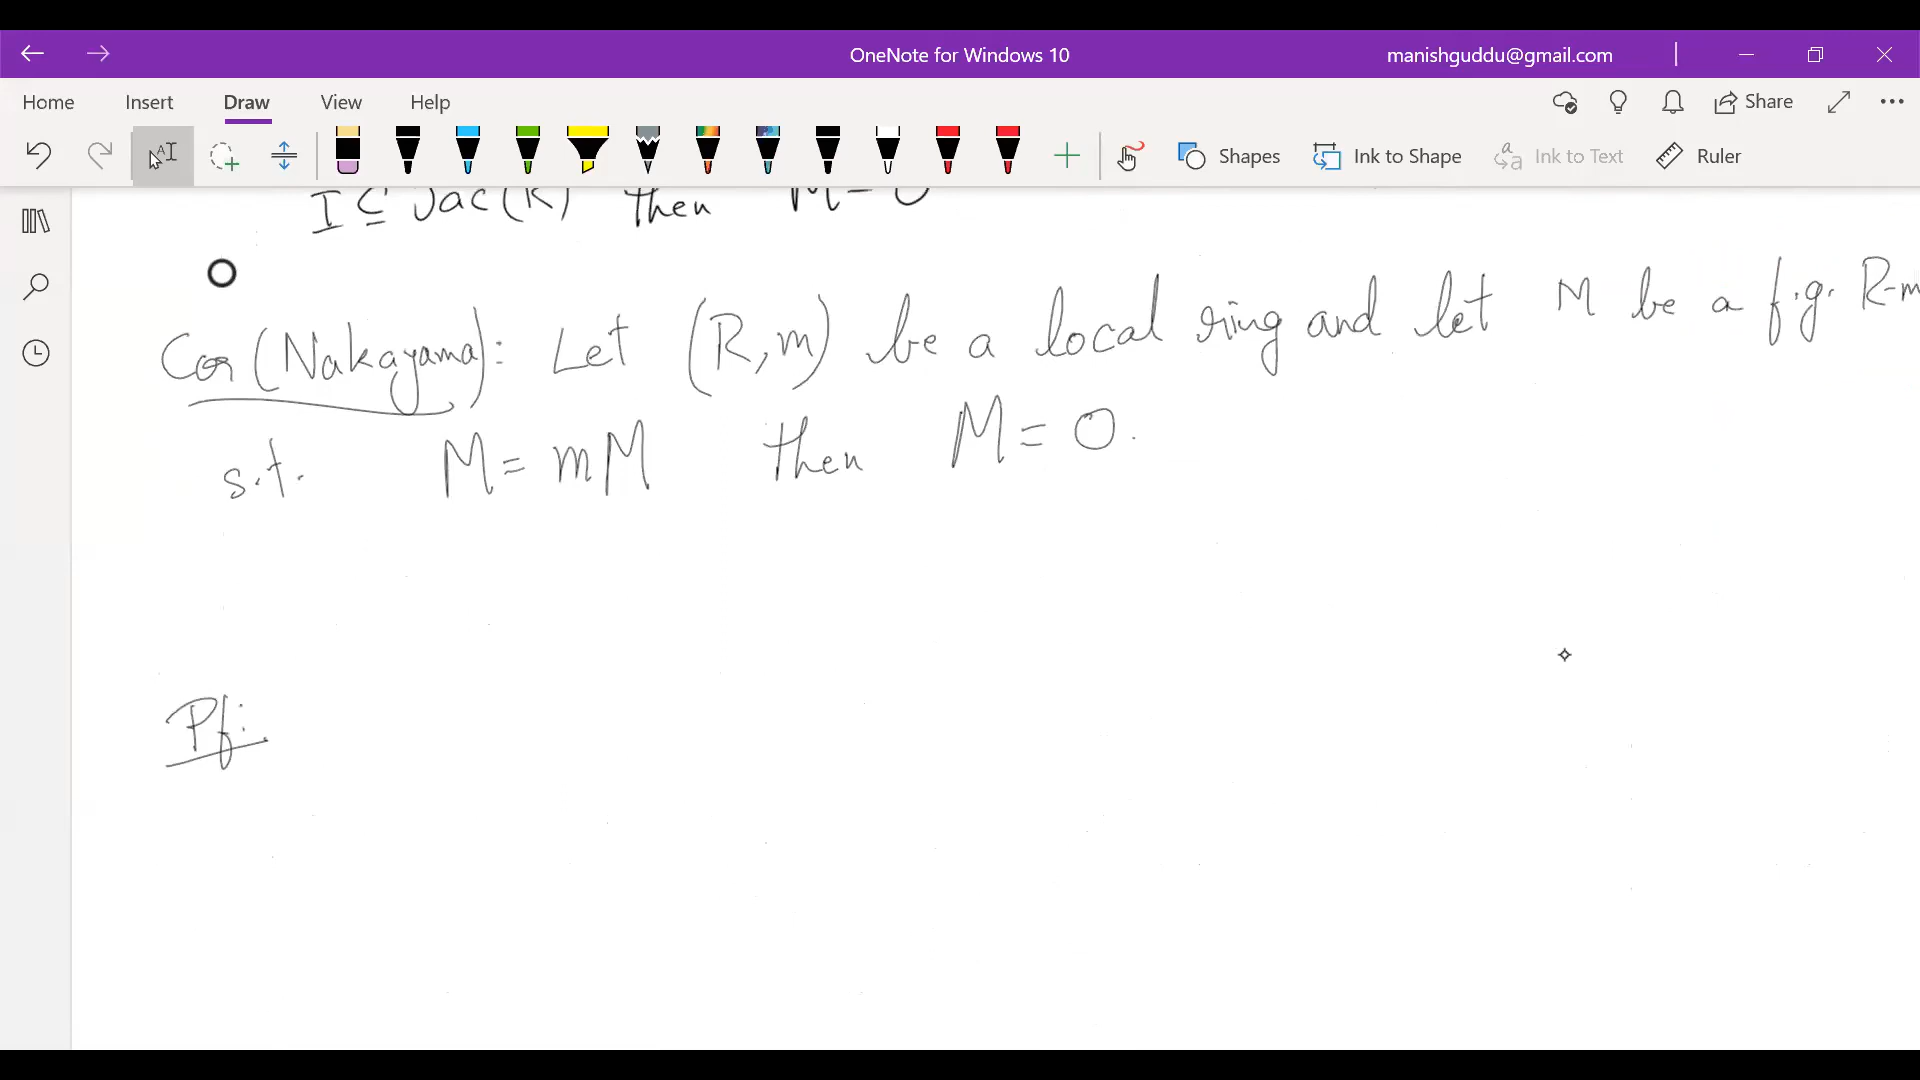 OneNote for Windows 10
manishguddu@gmail.com
Home Insert Draw View Help
Share
Shapes Ink to Shape Ink to Text Ruler
I ⊆ Jac(R) then M = 0
Cor (Nakayama): Let (R, m) be a local ring and let M be a f.g. R-m
s.t. M = mM then M = 0.
Pf: